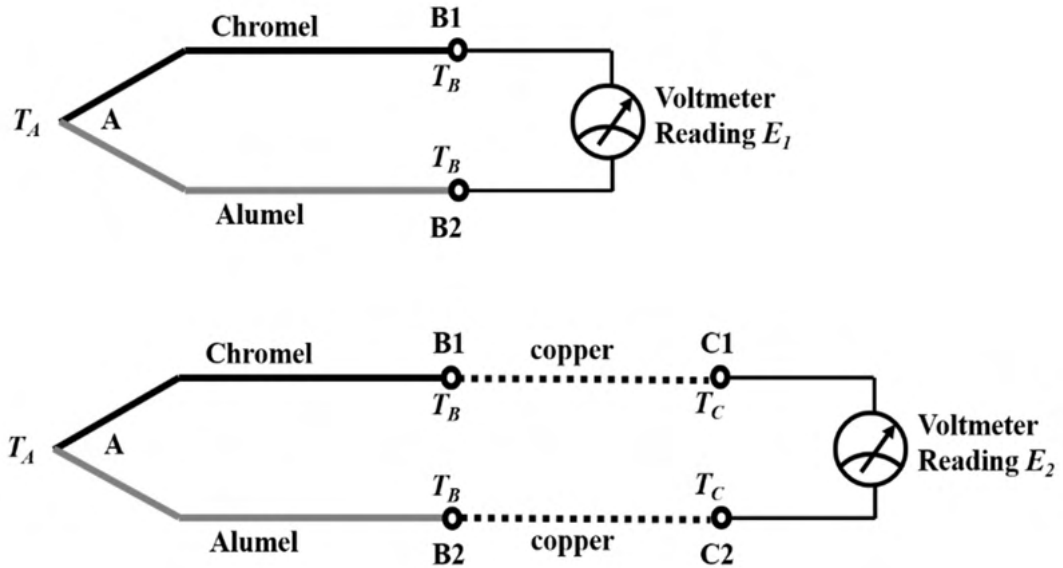 Chromel
B1
T_B
T_A
A
Voltmeter
Reading E_1
T_B
Alumel
B2
Chromel
B1
copper
C1
T_B
T_C
T_A
A
Voltmeter
Reading E_2
T_B
T_C
Alumel
B2
copper
C2